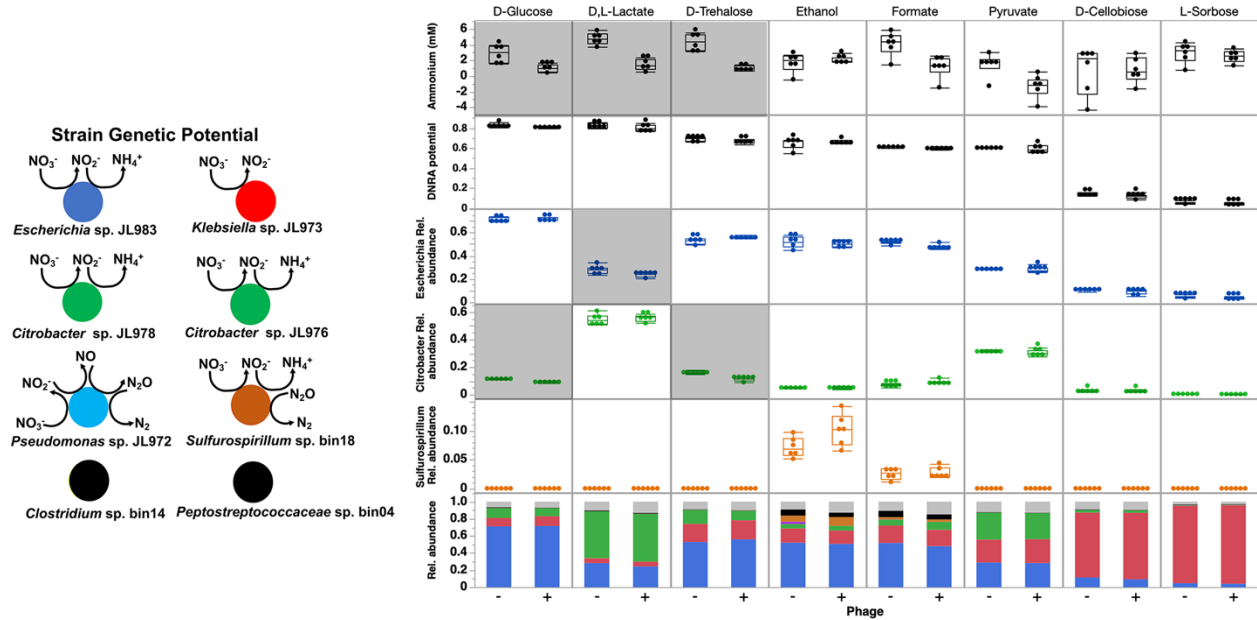 Strain Genetic Potential
NO₃⁻ NO₂⁻ NH₄⁺
NO₃⁻ NO₂⁻
Escherichia sp. JL983
Klebsiella sp. JL973
NO₃⁻ NO₂⁻ NH₄⁺
NO₃⁻ NO₂⁻ NH₄⁺
Citrobacter sp. JL978
Citrobacter sp. JL976
NO
NO₂⁻ N₂O
NO₃⁻ N₂
NO₃⁻ NO₂⁻ NH₄⁺
N₂O
N₂
Pseudomonas sp. JL972
Sulfurospirillum sp. bin18
Clostridium sp. bin14
Peptostreptococcaceae sp. bin04
D-Glucose D,L-Lactate D-Trehalose Ethanol Formate Pyruvate D-Cellobiose L-Sorbose
Ammonium (mM)
6
4
2
0
-2
-4
DNRA potential
0.8
0.6
0.4
0.2
0
Escherichia Rel.
abundance
0.6
0.4
0.2
0
Citrobacter Rel.
abundance
0.6
0.4
0.2
0
Sulfurospirillum
Rel. abundance
0.10
0.05
0
Rel. abundance
1.0
0.8
0.6
0.4
0.2
0
- + - + - + - + - + - + - + - +
Phage